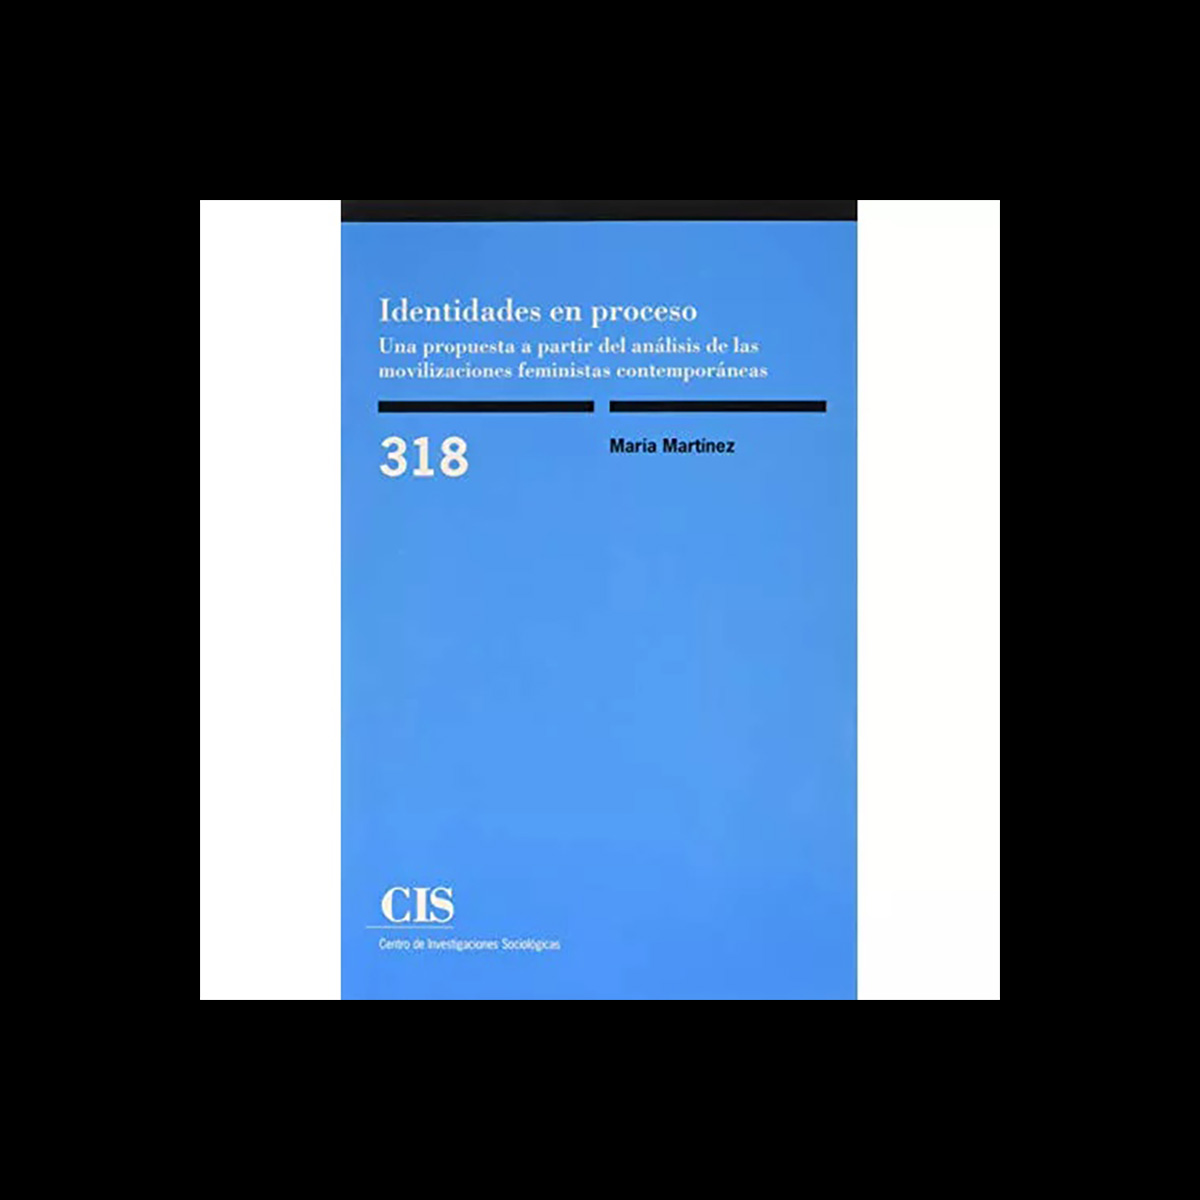 Identidades en proceso
Una propuesta a partir del análisis de las
movilizaciones feministas contemporáneas
318
María Martínez
CIS
Centro de Investigaciones Sociológicas